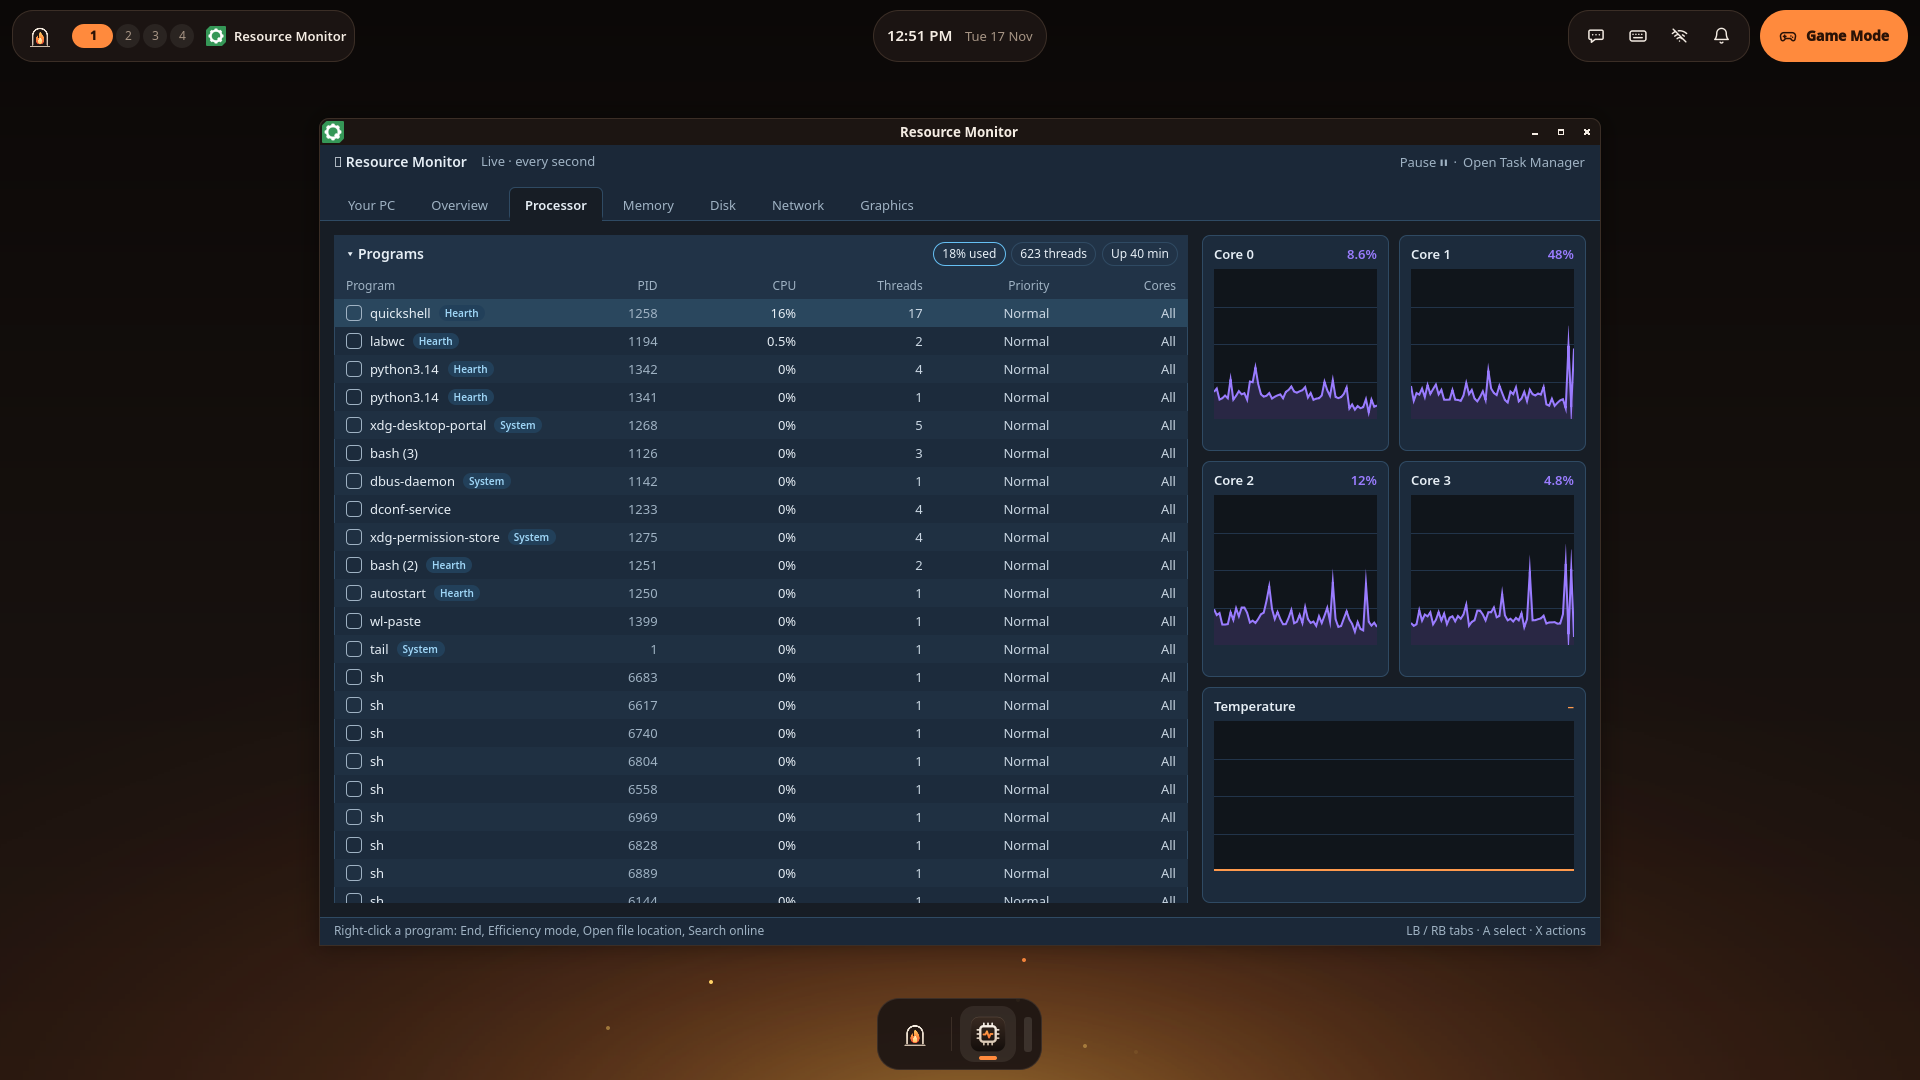 1 2 3 4 Resource Monitor
12:51 PM Tue 17 Nov
Game Mode
Resource Monitor
Resource Monitor Live · every second
Pause · Open Task Manager
Your PC Overview Processor Memory Disk Network Graphics
Programs 18% used 623 threads Up 40 min
Program PID CPU Threads Priority Cores
quickshell Hearth 1258 16% 17 Normal All
labwc Hearth 1194 0.5% 2 Normal All
python3.14 Hearth 1342 0% 4 Normal All
python3.14 Hearth 1341 0% 1 Normal All
xdg-desktop-portal System 1268 0% 5 Normal All
bash (3) 1126 0% 3 Normal All
dbus-daemon System 1142 0% 1 Normal All
dconf-service 1233 0% 4 Normal All
xdg-permission-store System 1275 0% 4 Normal All
bash (2) Hearth 1251 0% 2 Normal All
autostart Hearth 1250 0% 1 Normal All
wl-paste 1399 0% 1 Normal All
tail System 1 0% 1 Normal All
sh 6683 0% 1 Normal All
sh 6617 0% 1 Normal All
sh 6740 0% 1 Normal All
sh 6804 0% 1 Normal All
sh 6558 0% 1 Normal All
sh 6969 0% 1 Normal All
sh 6828 0% 1 Normal All
sh 6889 0% 1 Normal All
sh 6144 0% 1 Normal All
Core 0 8.6%
Core 1 48%
Core 2 12%
Core 3 4.8%
Temperature –
Right-click a program: End, Efficiency mode, Open file location, Search online
LB / RB tabs · A select · X actions